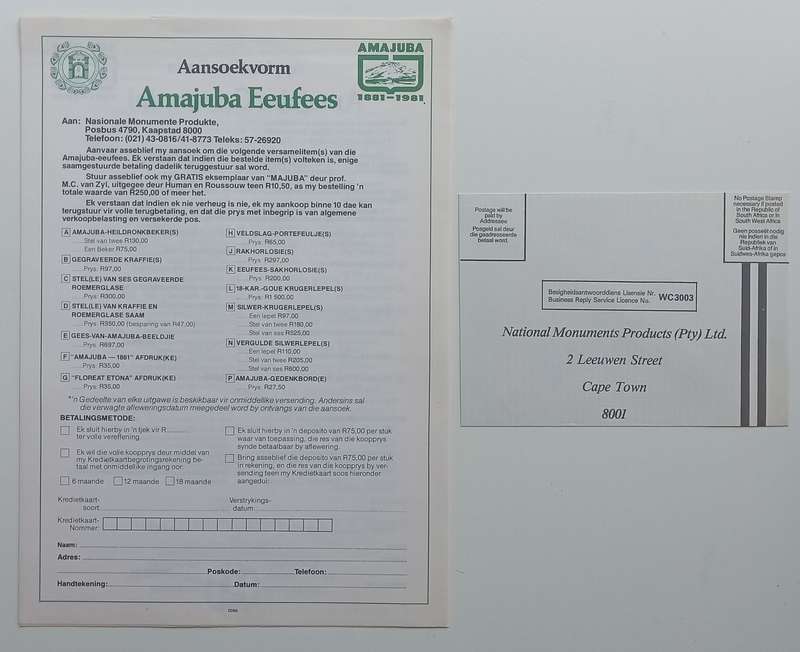 AMAJUBA
1881-1981
Aansoekvorm
Amajuba Eeufees
Aan: Nasionale Monumente Produkte,
Posbus 4790, Kaapstad 8000
Telefoon: (021) 43-0816/41-8773 Teleks: 57-26920
Aanvaar asseblief my aansoek om die volgende versamelitem(s) van die
Amajuba-eeufees. Ek verstaan dat indien die bestelde item(s) volteken is, enige
saamgestuurde betaling dadelik teruggestuur sal word.
Stuur asseblief ook my GRATIS eksemplaar van "MAJUBA" deur prof.
M.C. van Zyl, uitgegee deur Human en Roussouw teen R10,50, as my bestelling 'n
totale waarde van R250,00 of meer het.
Ek verstaan dat indien ek nie verheug is nie, ek my aankoop binne 10 dae kan
terugstuur vir volle terugbetaling, en dat die prys met inbegrip is van algemene
verkoopbelasting en versekerde pos.
A AMAJUBA-HEILDRONKBEKER(S)
Stel van twee R130,00
Een Beker R75,00
B GEGRAVEERDE KRAFFIE(S)
Prys: R97,00
C STEL(LE) VAN SES GEGRAVEERDE
ROEMERGLASE
Prys: R300,00
D STEL(LE) VAN KRAFFIE EN
ROEMERGLASE SAAM
Prys: R350,00 (besparing van R47,00)
E GEES-VAN-AMAJUBA-BEELDJIE
Prys: R697,00
F "AMAJUBA — 1881" AFDRUK(KE)
Prys: R35,00
G "FLOREAT ETONA" AFDRUK(KE)
Prys: R35,00
H VELDSLAG-PORTEFEULJE(S)
Prys: R65,00
J RAKHORLOSIE(S)
Prys: R297,00
K EEUFEES-SAKHORLOSIE(S)
Prys: R200,00
L 18-KAR.-GOUE KRUGERLEPEL(S)
Prys: R1 500,00
M SILWER-KRUGERLEPEL(S)
Een lepel R97,00
Stel van twee R180,00
Stel van ses R525,00
N VERGULDE SILWERLEPEL(S)
Een lepel R110,00
Stel van twee R205,00
Stel van ses R600,00
P AMAJUBA-GEDENKBORD(E)
Prys: R27,50
*'n Gedeelte van elke uitgawe is beskikbaar vir onmiddellike versending. Andersins sal
die verwagte afleweringsdatum meegedeel word by ontvangs van die aansoek.
BETALINGSMETODE:
Ek sluit hierby in 'n tjek vir R
ter volle vereffening.
Ek wil die volle koopprys deur middel van
my Kredietkaartbegrotingsrekening be-
taal met onmiddellike ingang oor:
6 maande 12 maande 18 maande
Ek sluit hierby in 'n deposito van R75,00 per stuk
waar van toepassing, die res van die koopprys
synde betaalbaar by aflewering.
Bring asseblief die deposito van R75,00 per stuk
in rekening, en die res van die koopprys by ver-
sending teen my Kredietkaart soos hieronder
aangedui:
Kredietkaart-
soort
Verstrykings-
datum
Kredietkaart-
Nommer:
Naam:
Adres:
Poskode: Telefoon:
Handtekening: Datum:
Postage will be
paid by
Addressee
Posgeld sal deur
die geadresseerde
betaal word.
No Postage Stamp
necessary if posted
in the Republic of
South Africa or in
South West Africa
Geen posseël nodig
nie indien in die
Republiek van
Suid-Afrika of in
Suidwes-Afrika gepos
Besigheidsantwoorddiens Lisensie Nr.
Business Reply Service Licence No. WC3003
National Monuments Products (Pty) Ltd.
2 Leeuwen Street
Cape Town
8001